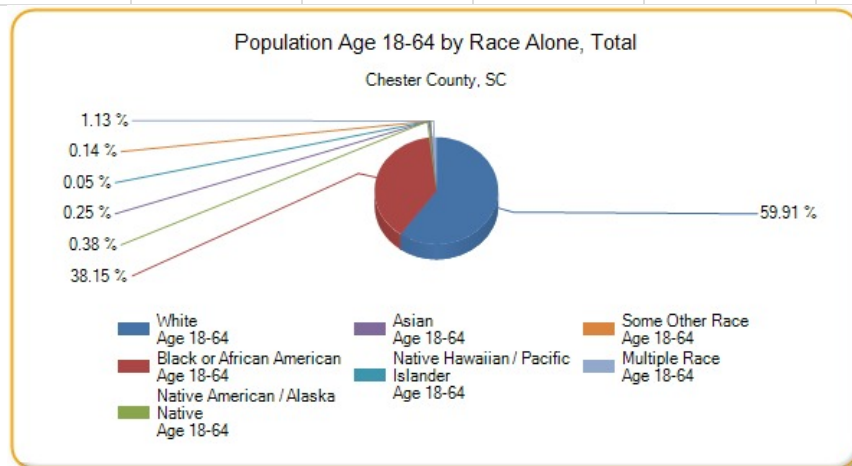 Population Age 18-64 by Race Alone, Total
Chester County, SC
1.13 %
0.14 %
0.05 %
0.25 %
0.38 %
38.15 %
59.91 %
White
Age 18-64
Black or African American
Age 18-64
Native American / Alaska
Native
Age 18-64
Asian
Age 18-64
Native Hawaiian / Pacific
Islander
Age 18-64
Some Other Race
Age 18-64
Multiple Race
Age 18-64